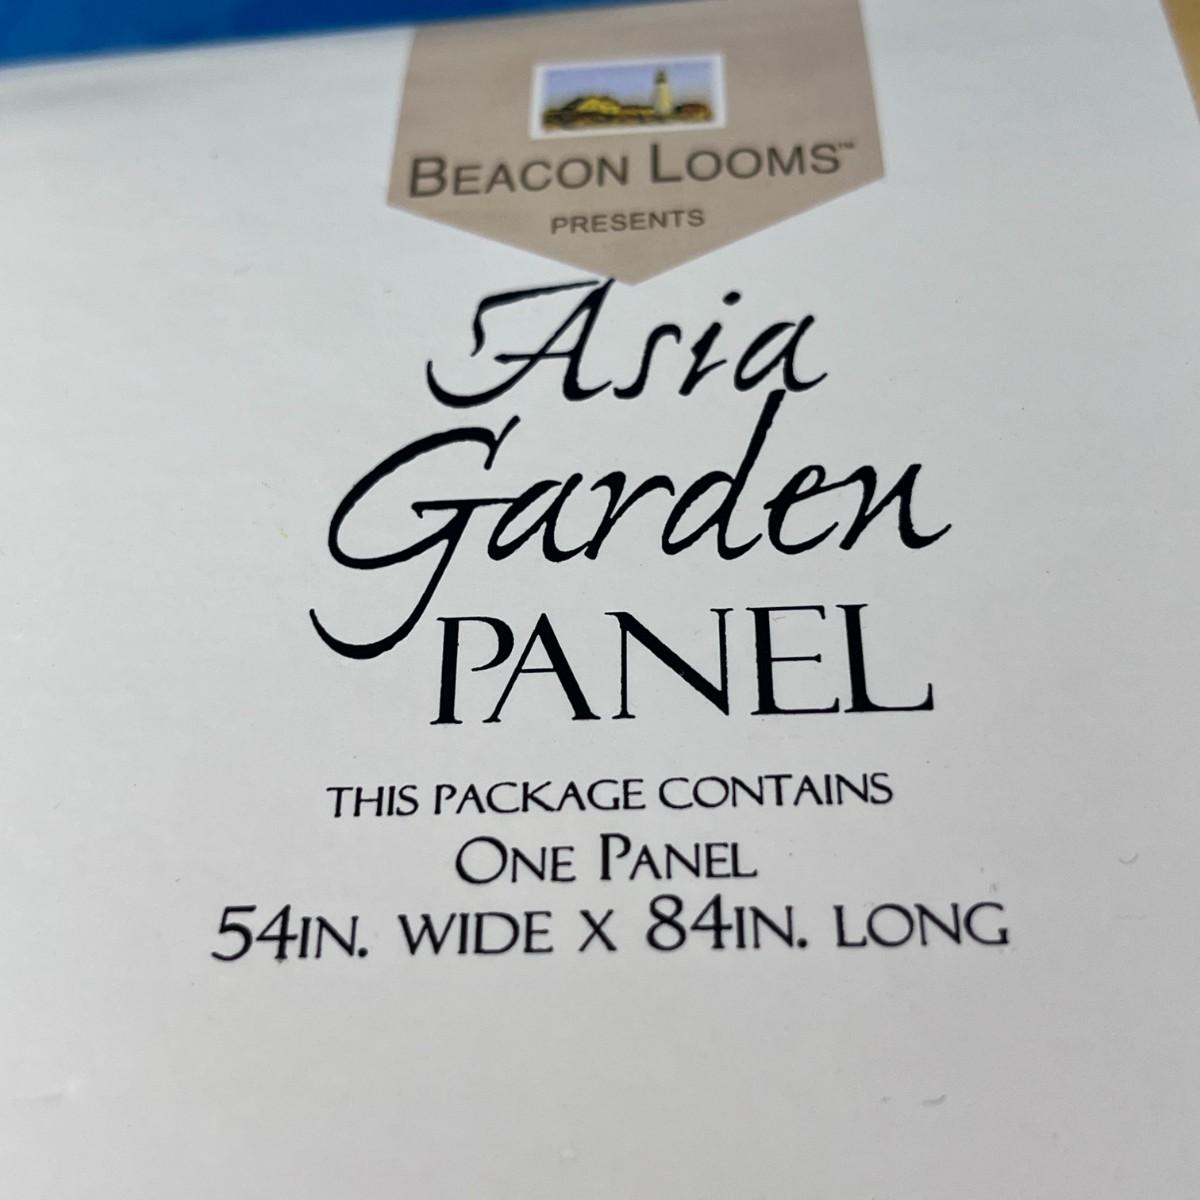 BEACON LOOMS™
PRESENTS
Asia
Garden
PANEL
THIS PACKAGE CONTAINS
ONE PANEL
54IN. WIDE X 84IN. LONG